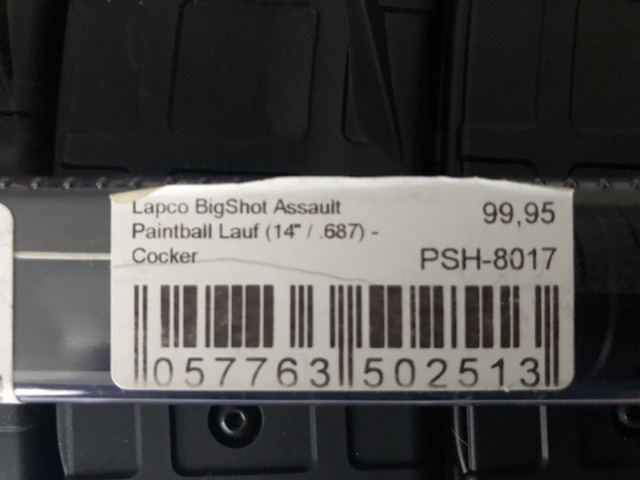 Lapco BigShot Assault
Paintball Lauf (14" / .687) -
Cocker
99,95
PSH-8017
057763 502513